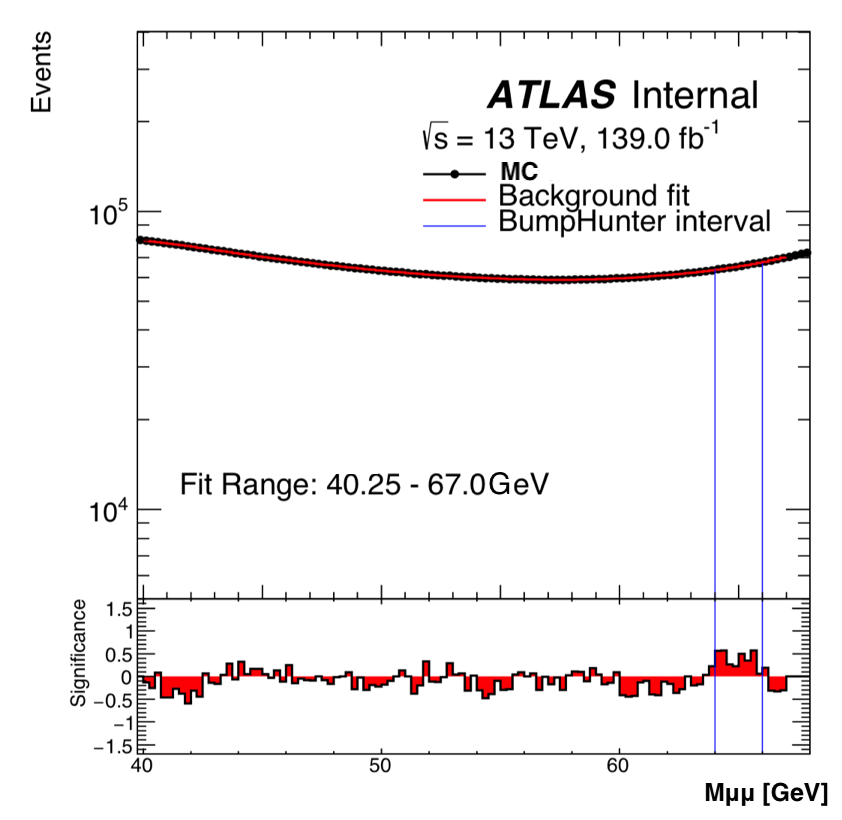 Events
ATLAS Internal
√s = 13 TeV, 139.0 fb⁻¹
MC
Background fit
BumpHunter interval
10⁵
Fit Range: 40.25 - 67.0GeV
10⁴
Significance
1.5
1
0.5
0
−0.5
−1
−1.5
40 50 60
Mμμ [GeV]